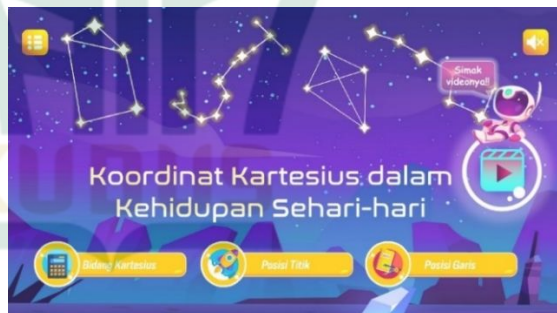 Simak
videonya!!
Koordinat Kartesius dalam
Kehidupan Sehari-hari
Bidang Kartesius
Posisi Titik
Posisi Garis